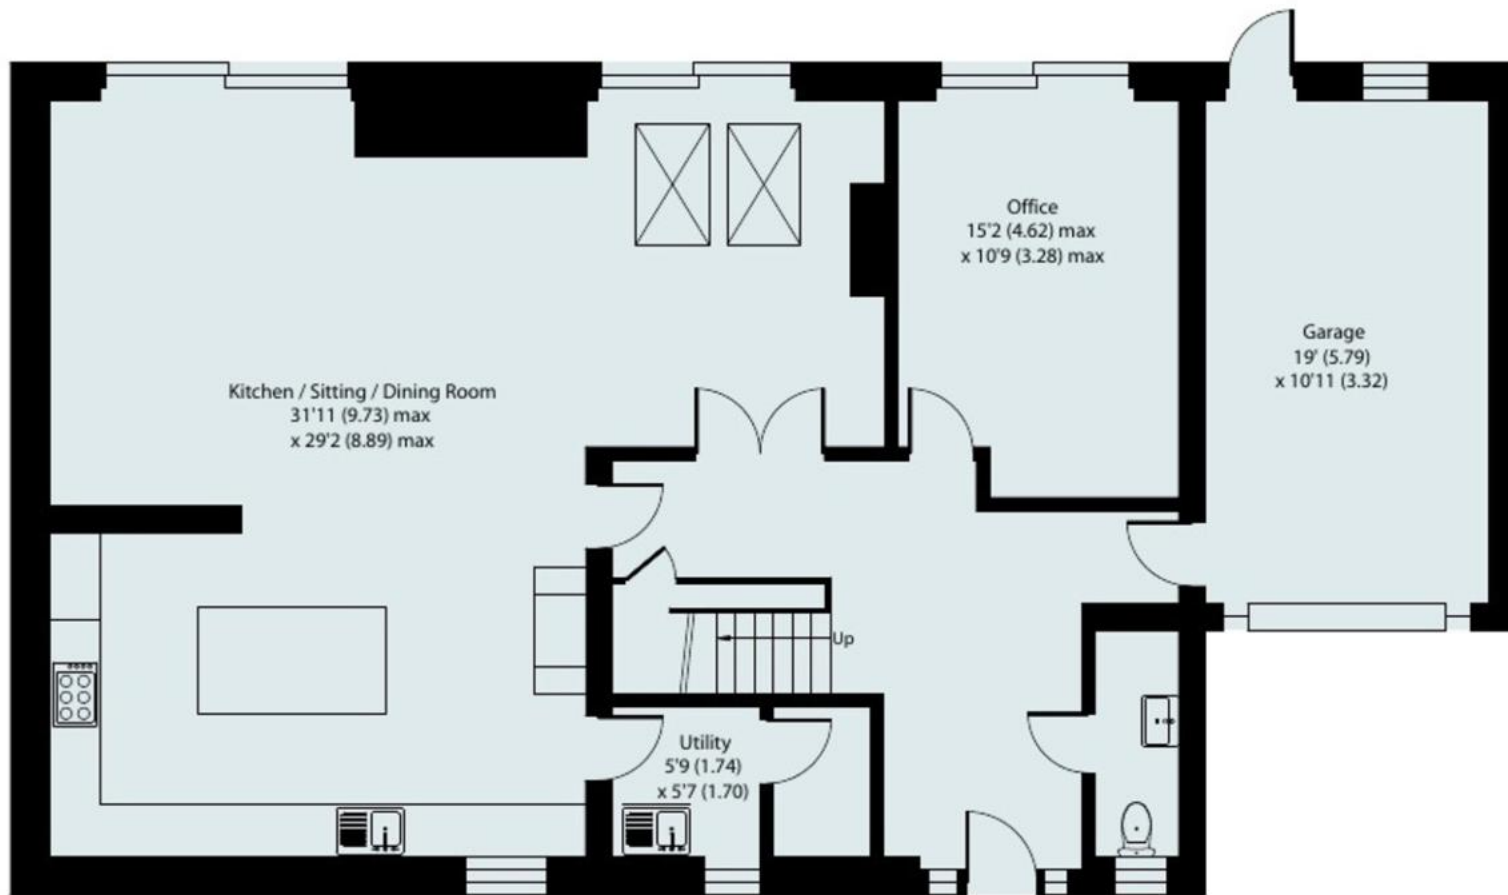 Office
15'2 (4.62) max
x 10'9 (3.28) max
Garage
19' (5.79)
x 10'11 (3.32)
Kitchen / Sitting / Dining Room
31'11 (9.73) max
x 29'2 (8.89) max
Up
Utility
5'9 (1.74)
x 5'7 (1.70)